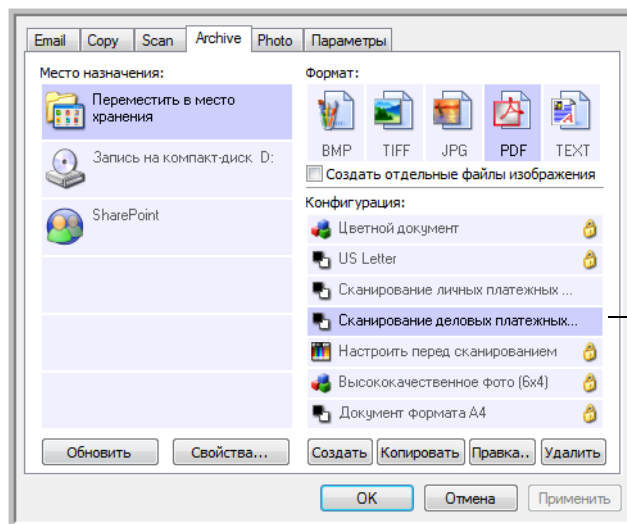 Email Copy Scan Archive Photo Параметры
Место назначения:
Переместить в место
хранения
Запись на компакт-диск D:
SharePoint
Обновить Свойства...
Формат:
BMP TIFF JPG PDF TEXT
Создать отдельные файлы изображения
Конфигурация:
Цветной документ
US Letter
Сканирование личных платежных ...
Сканирование деловых платежных...
Настроить перед сканированием
Высококачественное фото (6x4)
Документ формата A4
Создать Копировать Правка.. Удалить
OK Отмена Применить